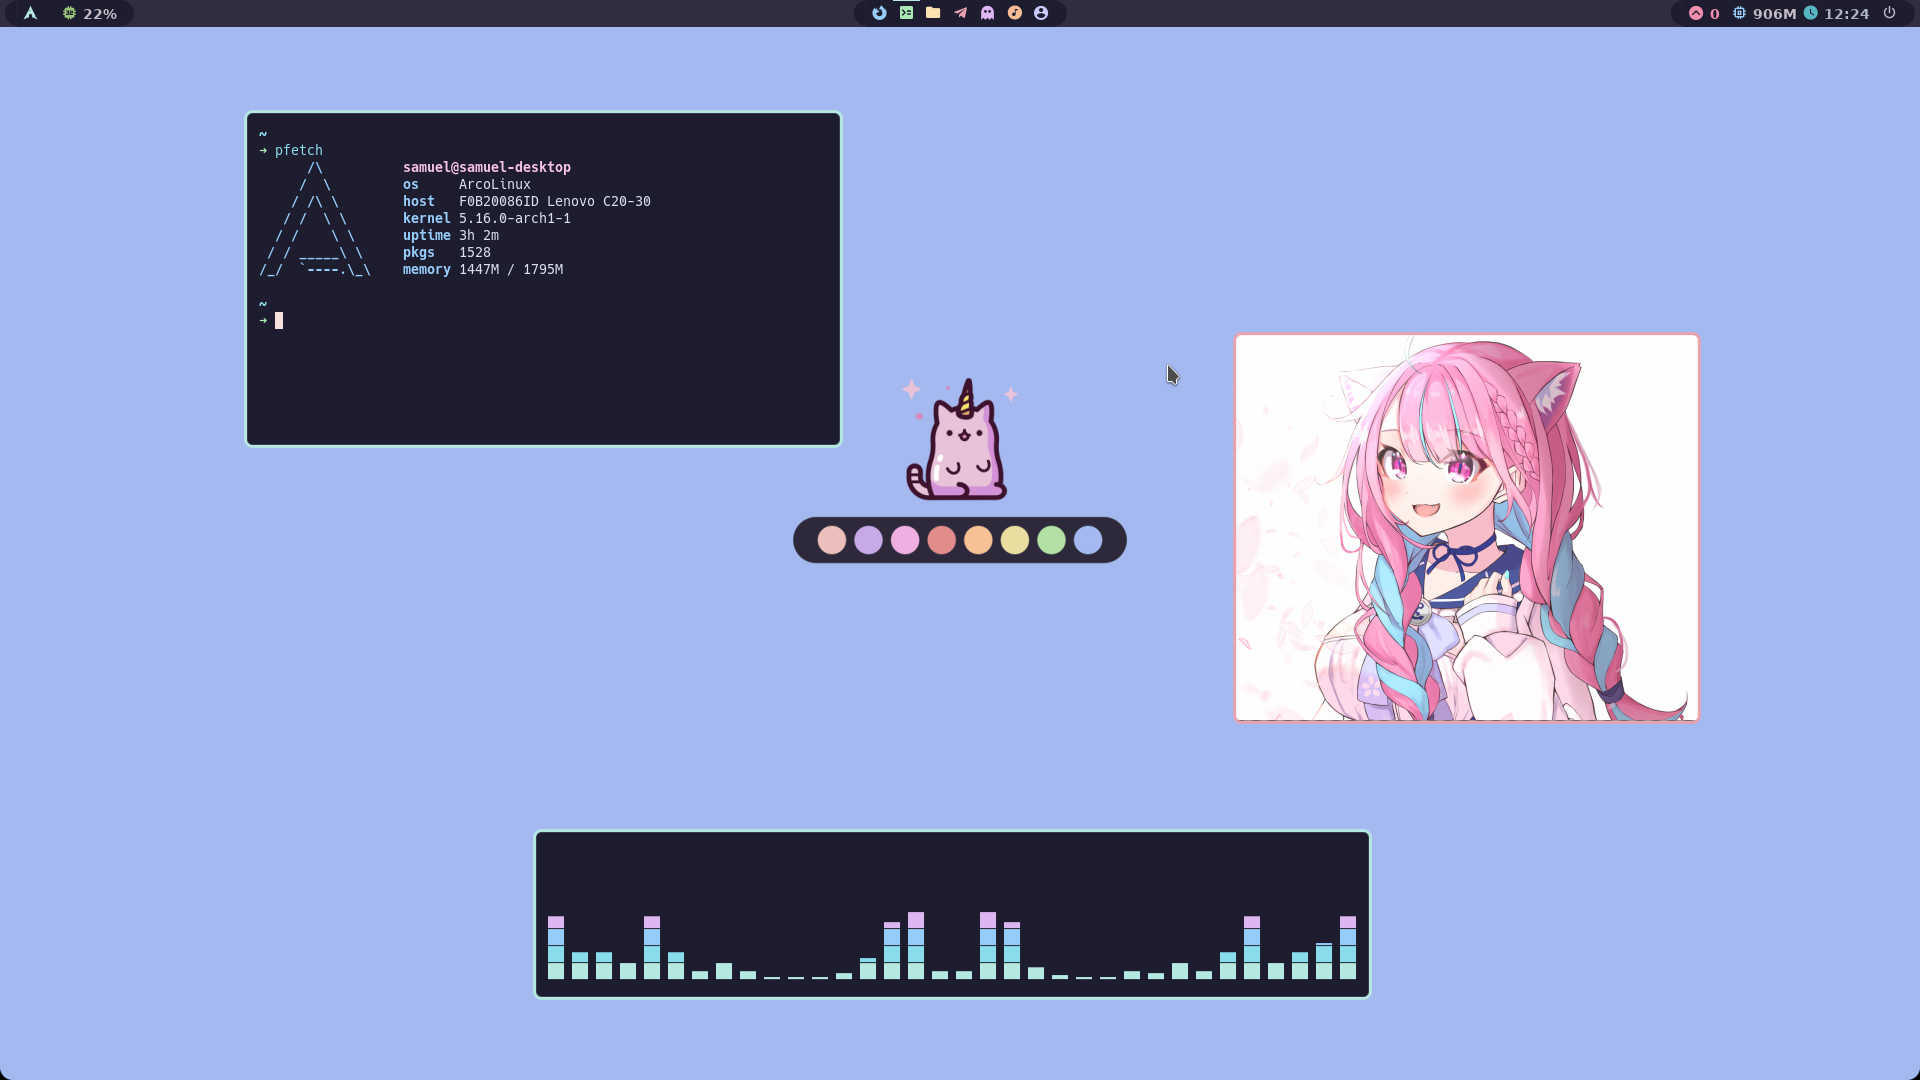 22%
0 906M 12:24
~
➜ pfetch
samuel@samuel-desktop
os ArcoLinux
host F0B20086ID Lenovo C20-30
kernel 5.16.0-arch1-1
uptime 3h 2m
pkgs 1528
memory 1447M / 1795M
~
➜